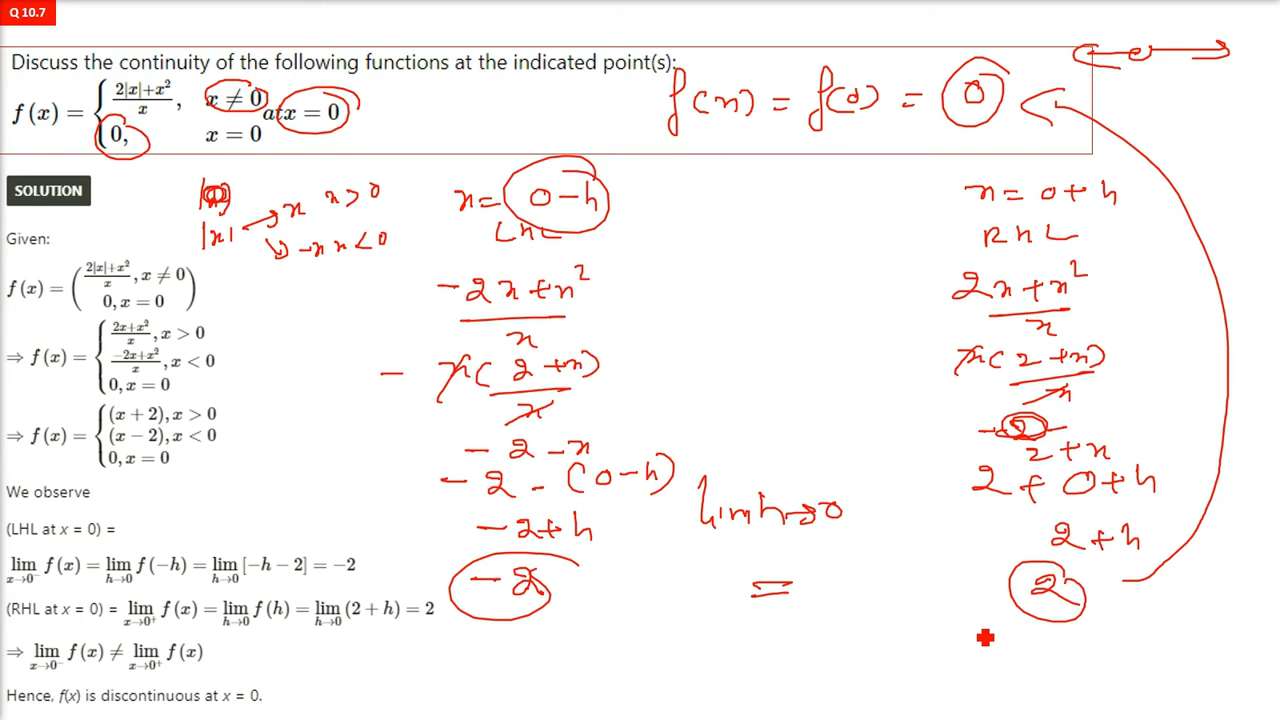 Q 10.7
Discuss the continuity of the following functions at the indicated point(s):
f(x) = { (2|x|+x²)/x, x ≠ 0
0, x = 0 at x = 0
f(n) = f(0) = 0
SOLUTION
|x| → x x > 0
→ -x x < 0
x = 0-h
LHL
x = 0+h
RHL
Given:
f(x) = ( (2|x|+x²)/x, x ≠ 0
0, x = 0 )
⇒ f(x) = { (2x+x²)/x, x > 0
(-2x+x²)/x, x < 0
0, x = 0
⇒ f(x) = { (x + 2), x > 0
(x − 2), x < 0
0, x = 0
We observe
(LHL at x = 0) =
lim x→0⁻ f(x) = lim h→0 f(−h) = lim h→0 [−h − 2] = −2
(RHL at x = 0) = lim x→0⁺ f(x) = lim h→0 f(h) = lim h→0 (2 + h) = 2
⇒ lim x→0⁻ f(x) ≠ lim x→0⁺ f(x)
Hence, f(x) is discontinuous at x = 0.
-2x+x²
x
- x(2+x)
x
-2-x
-2-(0-h)
-2+h
-2
lim h→0
=
2x+x²
x
x(2+x)
x
2+x
2+0+h
2+h
2